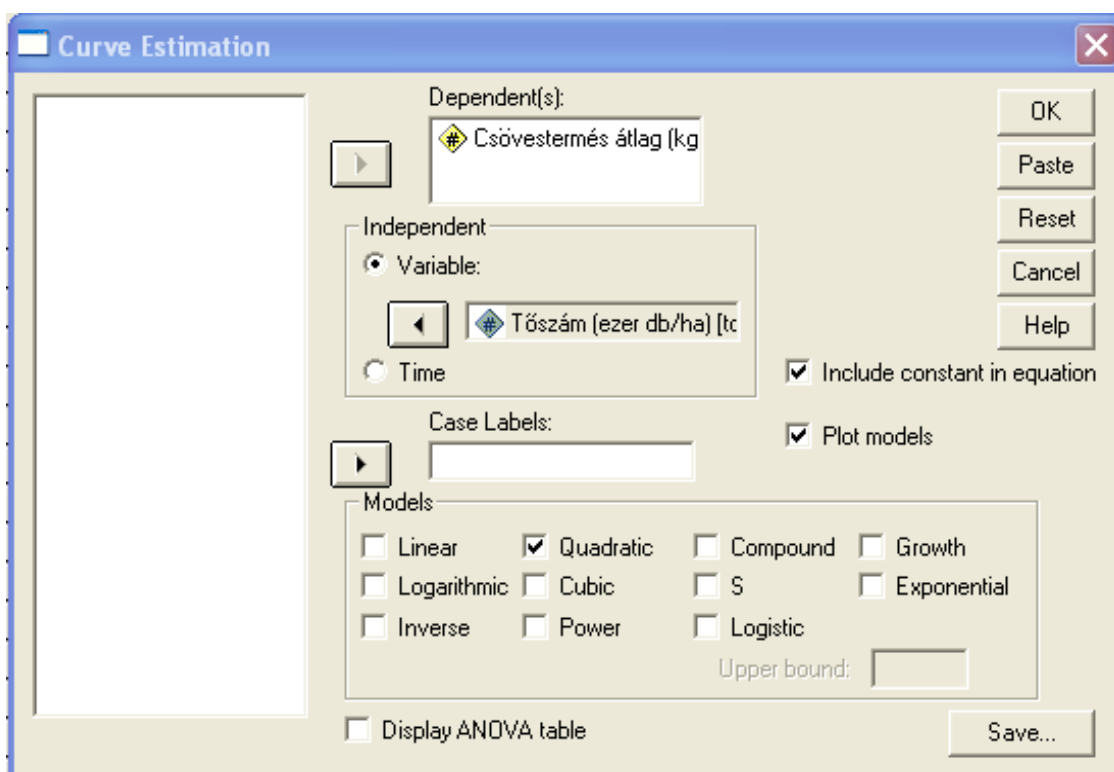 Curve Estimation
Dependent(s):
# Csövestermés átlag (kg
OK
Paste
Reset
Cancel
Help
Independent
Variable:
# Tőszám (ezer db/ha) [to
Time
Include constant in equation
Case Labels:
Plot models
Models
Linear Quadratic Compound Growth
Logarithmic Cubic S Exponential
Inverse Power Logistic
Upper bound:
Display ANOVA table
Save...